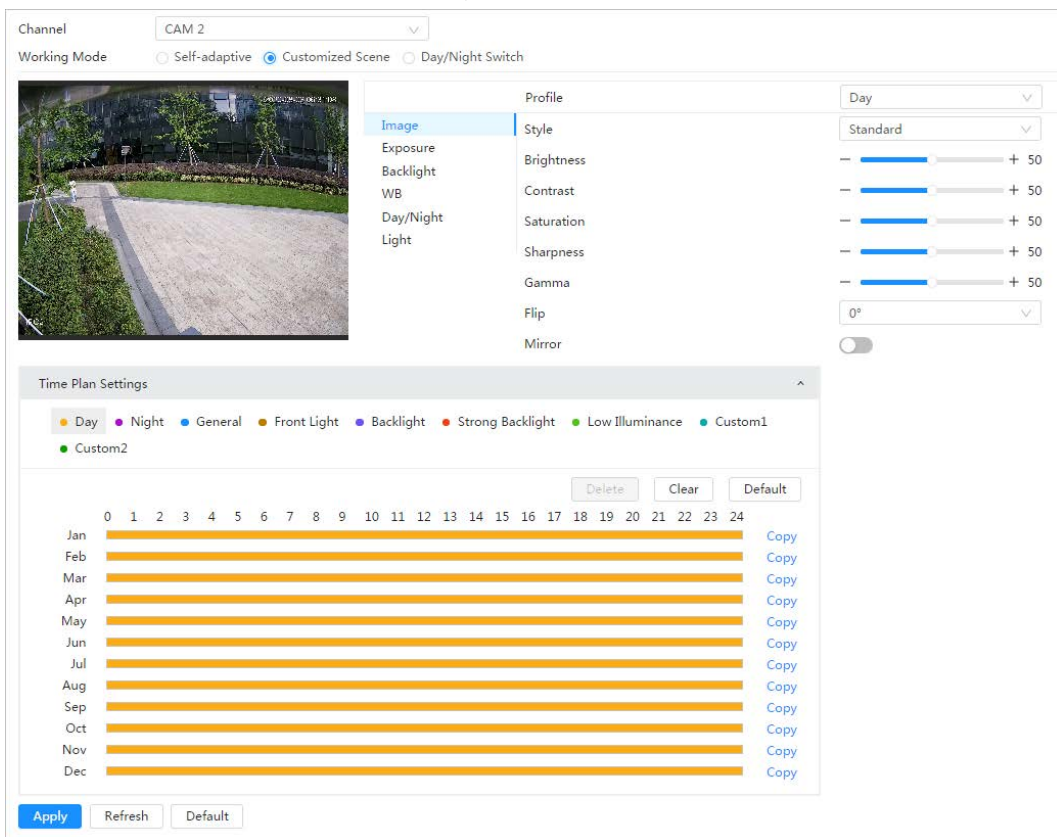 Channel CAM 2
Working Mode Self-adaptive Customized Scene Day/Night Switch
Profile Day
Image Style Standard
Exposure
Brightness 50
Backlight
Contrast 50
WB
Day/Night Saturation 50
Light
Sharpness 50
Gamma 50
Flip 0°
Mirror
Time Plan Settings
Day Night General Front Light Backlight Strong Backlight Low Illuminance Custom1
Custom2
Delete Clear Default
0 1 2 3 4 5 6 7 8 9 10 11 12 13 14 15 16 17 18 19 20 21 22 23 24
Jan Copy
Feb Copy
Mar Copy
Apr Copy
May Copy
Jun Copy
Jul Copy
Aug Copy
Sep Copy
Oct Copy
Nov Copy
Dec Copy
Apply Refresh Default